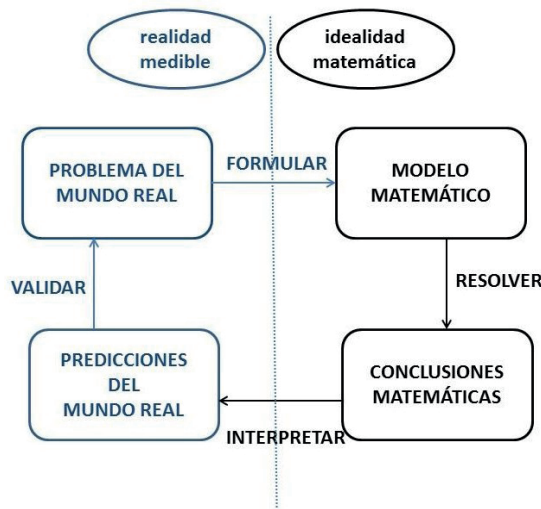 realidad
medible
idealidad
matemática
PROBLEMA DEL
MUNDO REAL
FORMULAR
MODELO
MATEMÁTICO
VALIDAR
RESOLVER
PREDICCIONES
DEL
MUNDO REAL
CONCLUSIONES
MATEMÁTICAS
INTERPRETAR